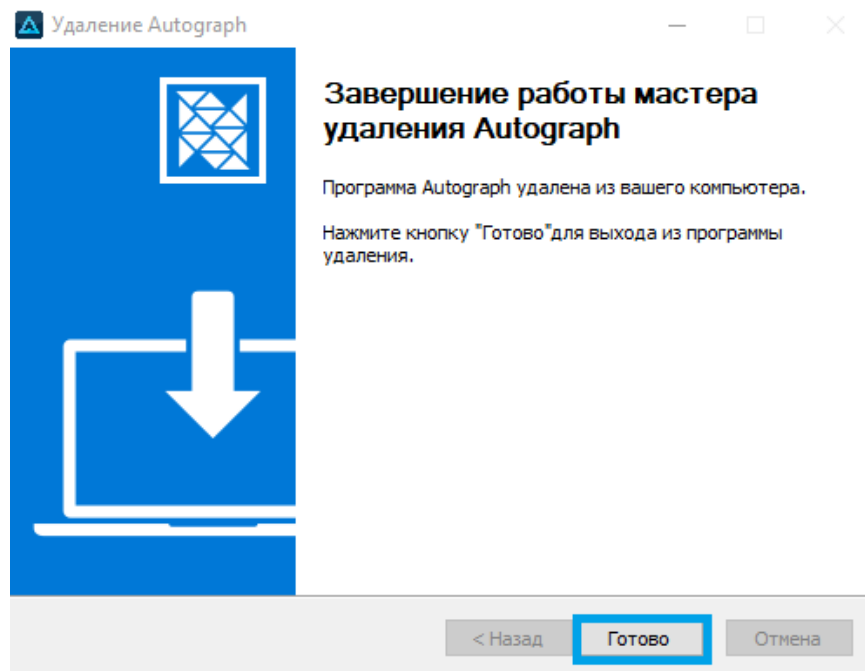 Удаление Autograph
Завершение работы мастера
удаления Autograph
Программа Autograph удалена из вашего компьютера.
Нажмите кнопку "Готово"для выхода из программы
удаления.
< Назад
Готово
Отмена